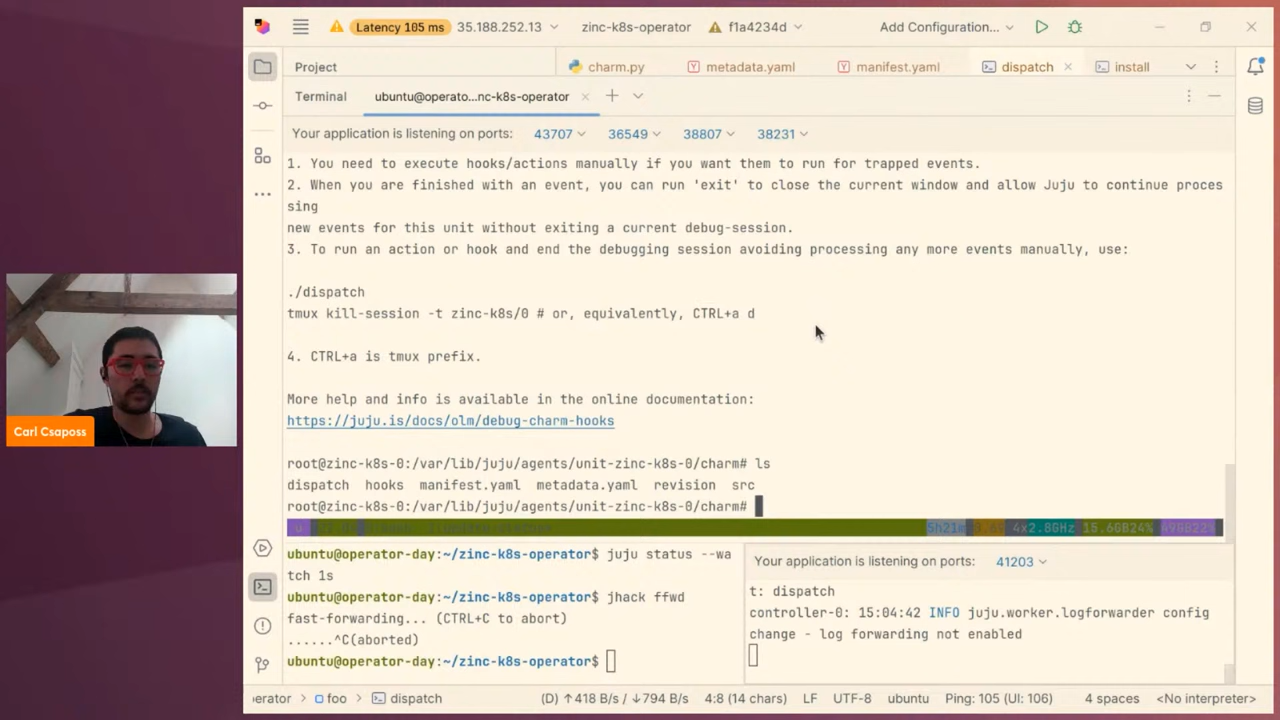 Latency 105 ms 35.188.252.13 zinc-k8s-operator f1a4234d Add Configuration...
Project charm.py metadata.yaml manifest.yaml dispatch install
Terminal ubuntu@operato...nc-k8s-operator
Your application is listening on ports: 43707 36549 38807 38231
1. You need to execute hooks/actions manually if you want them to run for trapped events.
2. When you are finished with an event, you can run 'exit' to close the current window and allow Juju to continue proces
sing
new events for this unit without exiting a current debug-session.
3. To run an action or hook and end the debugging session avoiding processing any more events manually, use:
./dispatch
tmux kill-session -t zinc-k8s/0 # or, equivalently, CTRL+a d
4. CTRL+a is tmux prefix.
More help and info is available in the online documentation:
https://juju.is/docs/olm/debug-charm-hooks
root@zinc-k8s-0:/var/lib/juju/agents/unit-zinc-k8s-0/charm# ls
dispatch hooks manifest.yaml metadata.yaml revision src
root@zinc-k8s-0:/var/lib/juju/agents/unit-zinc-k8s-0/charm#
u 5h21m 4x2.8GHz 15.6GB24%
ubuntu@operator-day:~/zinc-k8s-operator$ juju status --wa
tch 1s
ubuntu@operator-day:~/zinc-k8s-operator$ jhack ffwd
fast-forwarding... (CTRL+C to abort)
......^C(aborted)
ubuntu@operator-day:~/zinc-k8s-operator$
Your application is listening on ports: 41203
t: dispatch
controller-0: 15:04:42 INFO juju.worker.logforwarder config
change - log forwarding not enabled
perator foo dispatch (D) ↑418 B/s / ↓794 B/s 4:8 (14 chars) LF UTF-8 ubuntu Ping: 105 (UI: 106) 4 spaces <No interpreter>
Carl Csaposs